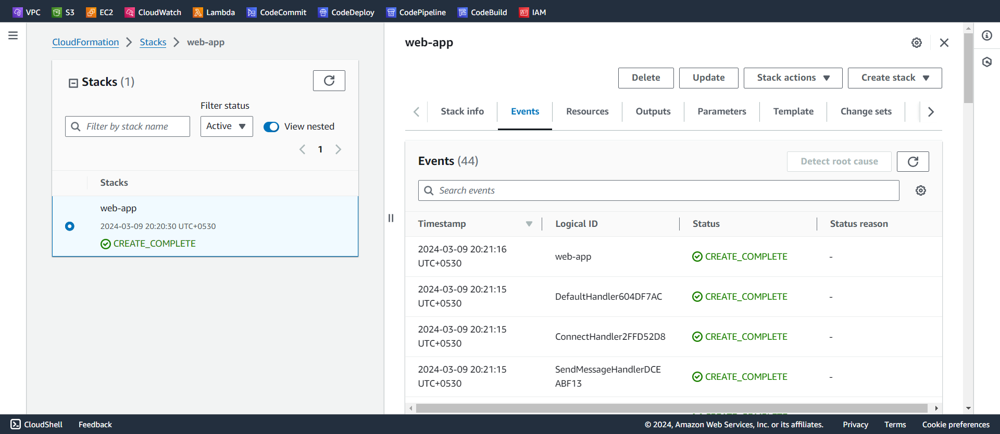 VPC S3 EC2 CloudWatch Lambda CodeCommit CodeDeploy CodePipeline CodeBuild IAM
CloudFormation Stacks web-app
Stacks (1)
Filter status
Filter by stack name
Active
View nested
1
Stacks
web-app
2024-03-09 20:20:30 UTC+0530
CREATE_COMPLETE
web-app
Delete Update Stack actions Create stack
Stack info Events Resources Outputs Parameters Template Change sets
Events (44)
Detect root cause
Search events
Timestamp Logical ID Status Status reason
2024-03-09 20:21:16
UTC+0530
web-app
CREATE_COMPLETE
-
2024-03-09 20:21:15
UTC+0530
DefaultHandler604DF7AC
CREATE_COMPLETE
-
2024-03-09 20:21:15
UTC+0530
ConnectHandler2FFD52D8
CREATE_COMPLETE
-
2024-03-09 20:21:15
UTC+0530
SendMessageHandlerDCE
ABF13
CREATE_COMPLETE
-
CloudShell Feedback
© 2024, Amazon Web Services, Inc. or its affiliates. Privacy Terms Cookie preferences